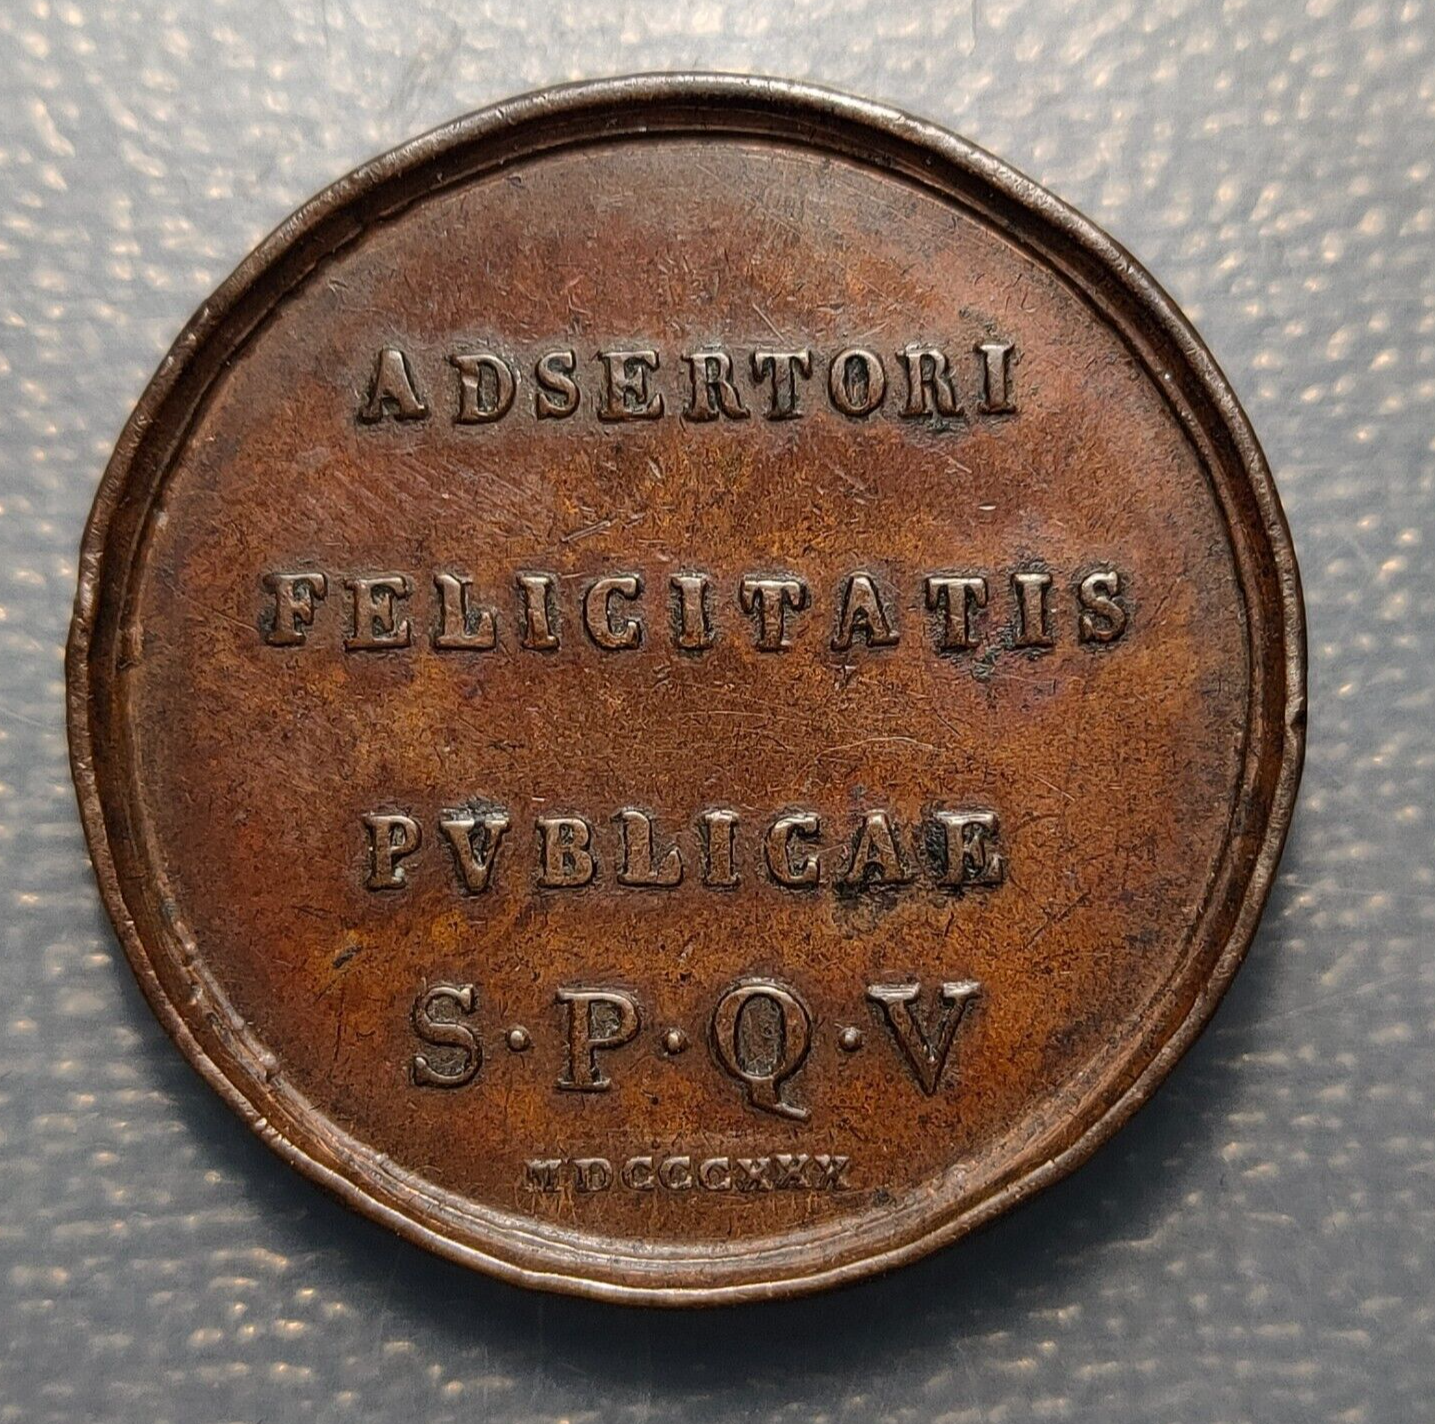 ADSERTORI
FELICITATIS
PVBLICAE
S·P·Q·V
MDCCCXXX